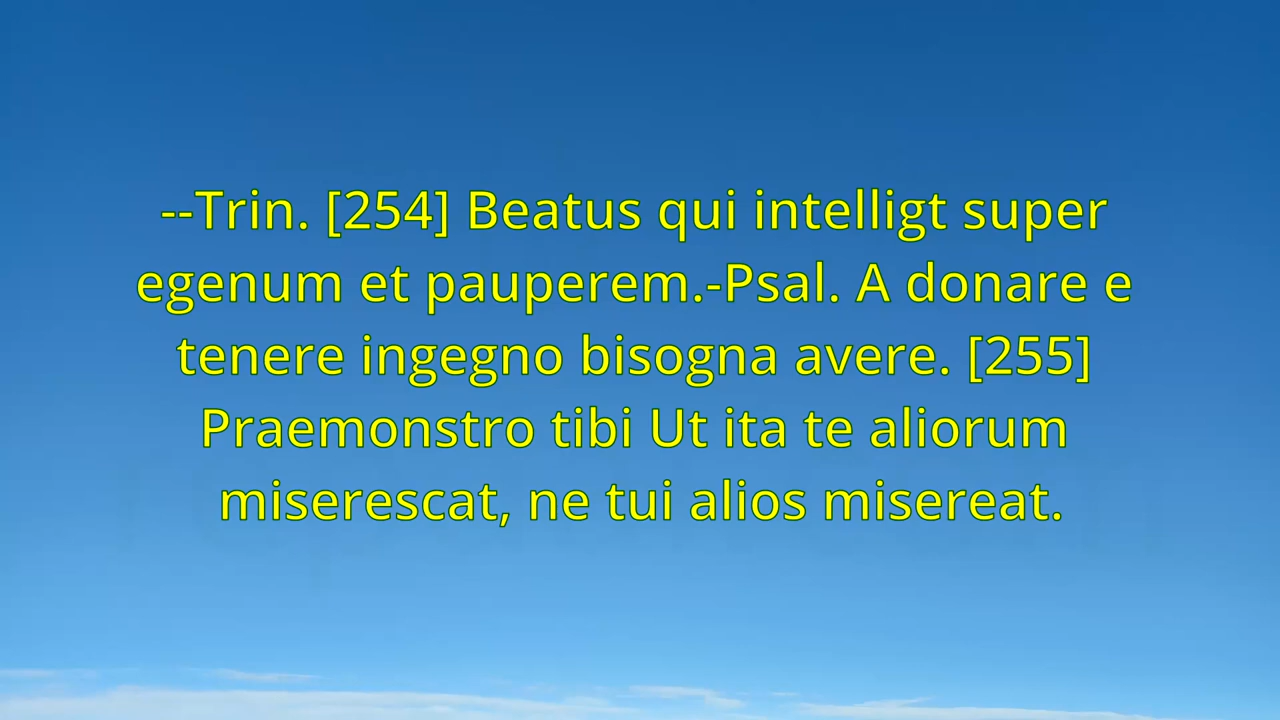 --Trin. [254] Beatus qui intelligt super
egenum et pauperem.-Psal. A donare e
tenere ingegno bisogna avere. [255]
Praemonstro tibi Ut ita te aliorum
miserescat, ne tui alios misereat.